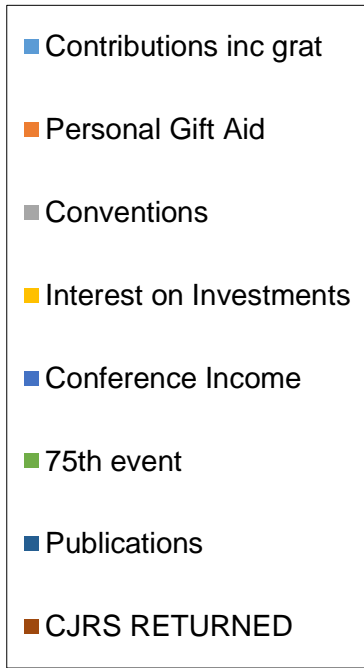 Contributions inc grat
Personal Gift Aid
Conventions
Interest on Investments
Conference Income
75th event
Publications
CJRS RETURNED